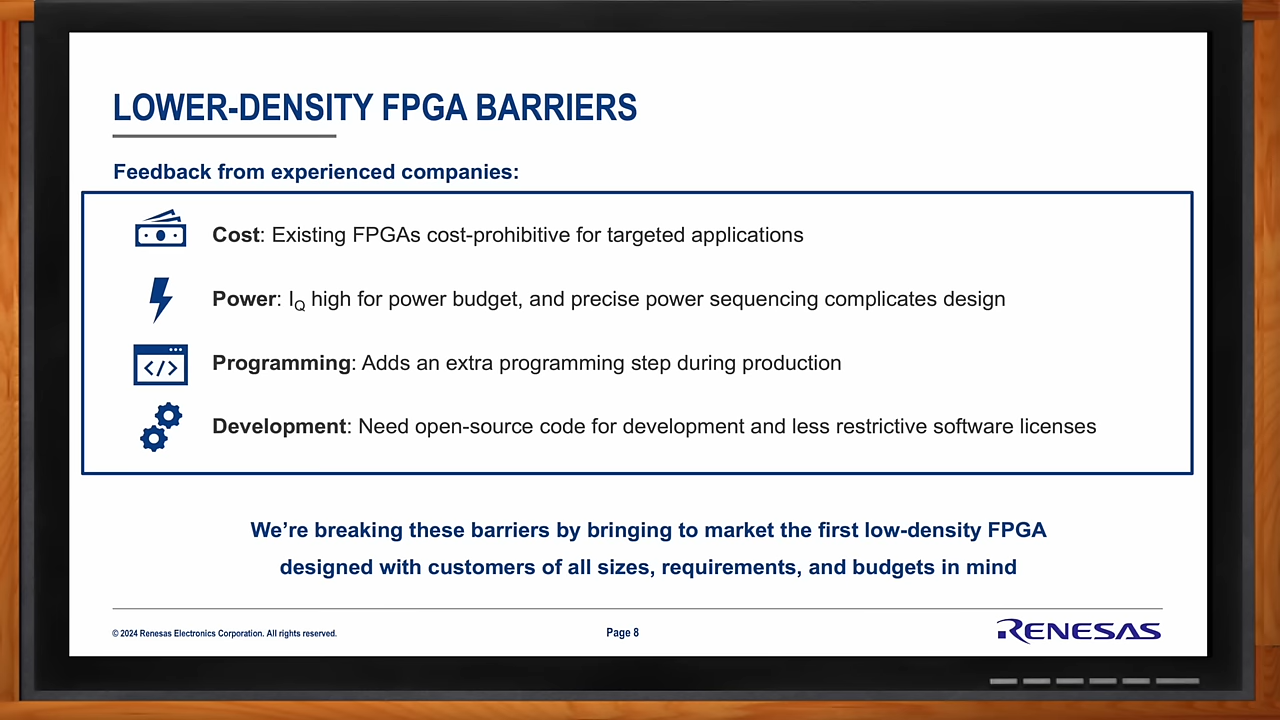 LOWER-DENSITY FPGA BARRIERS
Feedback from experienced companies:
Cost: Existing FPGAs cost-prohibitive for targeted applications
Power: IQ high for power budget, and precise power sequencing complicates design
Programming: Adds an extra programming step during production
</>
Development: Need open-source code for development and less restrictive software licenses
We’re breaking these barriers by bringing to market the first low-density FPGA
designed with customers of all sizes, requirements, and budgets in mind
© 2024 Renesas Electronics Corporation. All rights reserved.
Page 8
RENESAS